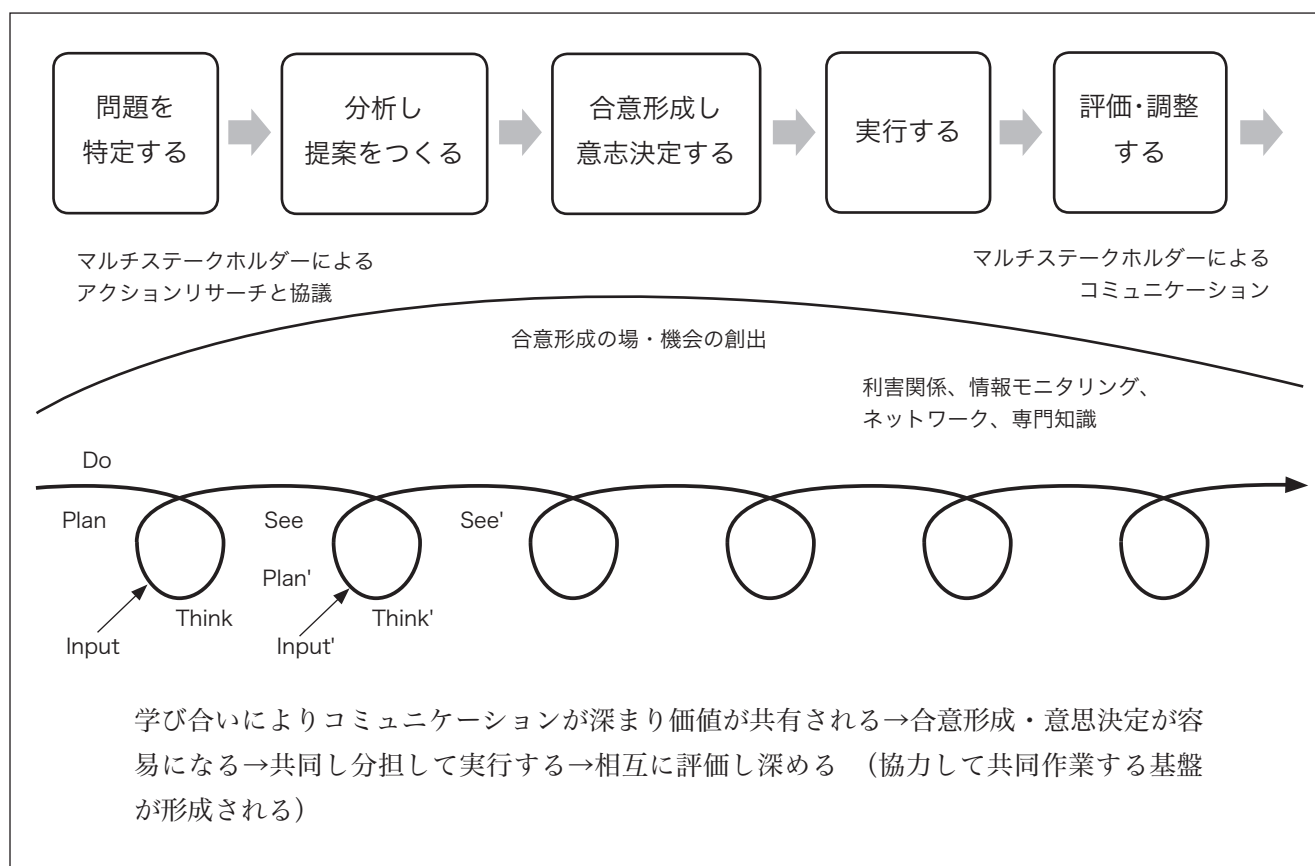 問題を
特定する
分析し
提案をつくる
合意形成し
意志決定する
実行する
評価・調整
する
マルチステークホルダーによる
アクションリサーチと協議
マルチステークホルダーによる
コミュニケーション
合意形成の場・機会の創出
利害関係、情報モニタリング、
ネットワーク、専門知識
Do
Plan
See
See'
Plan'
Think
Think'
Input
Input'
学び合いによりコミュニケーションが深まり価値が共有される→合意形成・意思決定が容
易になる→共同し分担して実行する→相互に評価し深める　（協力して共同作業する基盤
が形成される）